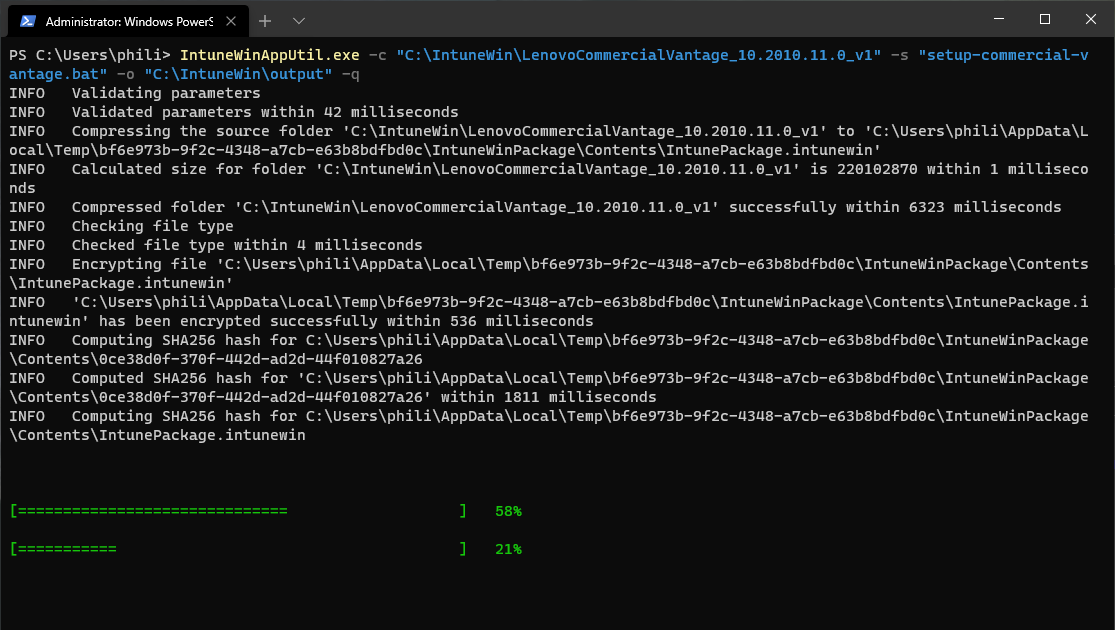 Administrator: Windows PowerS
PS C:\Users\phili> IntuneWinAppUtil.exe -c "C:\IntuneWin\LenovoCommercialVantage_10.2010.11.0_v1" -s "setup-commercial-v
antage.bat" -o "C:\IntuneWin\output" -q
INFO   Validating parameters
INFO   Validated parameters within 42 milliseconds
INFO   Compressing the source folder 'C:\IntuneWin\LenovoCommercialVantage_10.2010.11.0_v1' to 'C:\Users\phili\AppData\L
ocal\Temp\bf6e973b-9f2c-4348-a7cb-e63b8bdfbd0c\IntuneWinPackage\Contents\IntunePackage.intunewin'
INFO   Calculated size for folder 'C:\IntuneWin\LenovoCommercialVantage_10.2010.11.0_v1' is 220102870 within 1 milliseco
nds
INFO   Compressed folder 'C:\IntuneWin\LenovoCommercialVantage_10.2010.11.0_v1' successfully within 6323 milliseconds
INFO   Checking file type
INFO   Checked file type within 4 milliseconds
INFO   Encrypting file 'C:\Users\phili\AppData\Local\Temp\bf6e973b-9f2c-4348-a7cb-e63b8bdfbd0c\IntuneWinPackage\Contents
\IntunePackage.intunewin'
INFO   'C:\Users\phili\AppData\Local\Temp\bf6e973b-9f2c-4348-a7cb-e63b8bdfbd0c\IntuneWinPackage\Contents\IntunePackage.i
ntunewin' has been encrypted successfully within 536 milliseconds
INFO   Computing SHA256 hash for C:\Users\phili\AppData\Local\Temp\bf6e973b-9f2c-4348-a7cb-e63b8bdfbd0c\IntuneWinPackage
\Contents\0ce38d0f-370f-442d-ad2d-44f010827a26
INFO   Computed SHA256 hash for 'C:\Users\phili\AppData\Local\Temp\bf6e973b-9f2c-4348-a7cb-e63b8bdfbd0c\IntuneWinPackage
\Contents\0ce38d0f-370f-442d-ad2d-44f010827a26' within 1811 milliseconds
INFO   Computing SHA256 hash for C:\Users\phili\AppData\Local\Temp\bf6e973b-9f2c-4348-a7cb-e63b8bdfbd0c\IntuneWinPackage
\Contents\IntunePackage.intunewin
[==============================                   ]   58%
[===========                                      ]   21%